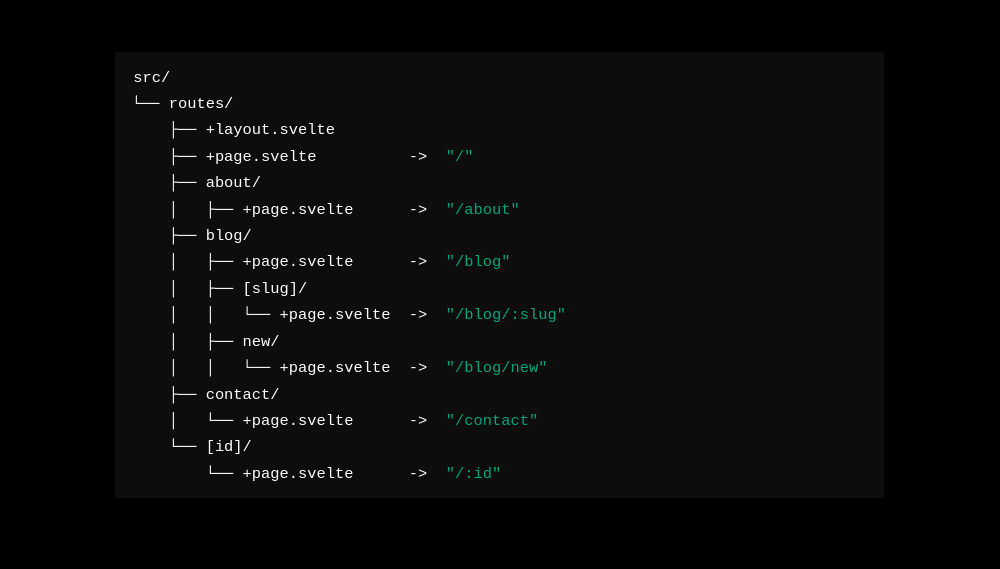 src/
└── routes/
    ├── +layout.svelte
    ├── +page.svelte          ->  "/"
    ├── about/
    │   ├── +page.svelte      ->  "/about"
    ├── blog/
    │   ├── +page.svelte      ->  "/blog"
    │   ├── [slug]/
    │   │   └── +page.svelte  ->  "/blog/:slug"
    │   ├── new/
    │   │   └── +page.svelte  ->  "/blog/new"
    ├── contact/
    │   └── +page.svelte      ->  "/contact"
    └── [id]/
        └── +page.svelte      ->  "/:id"